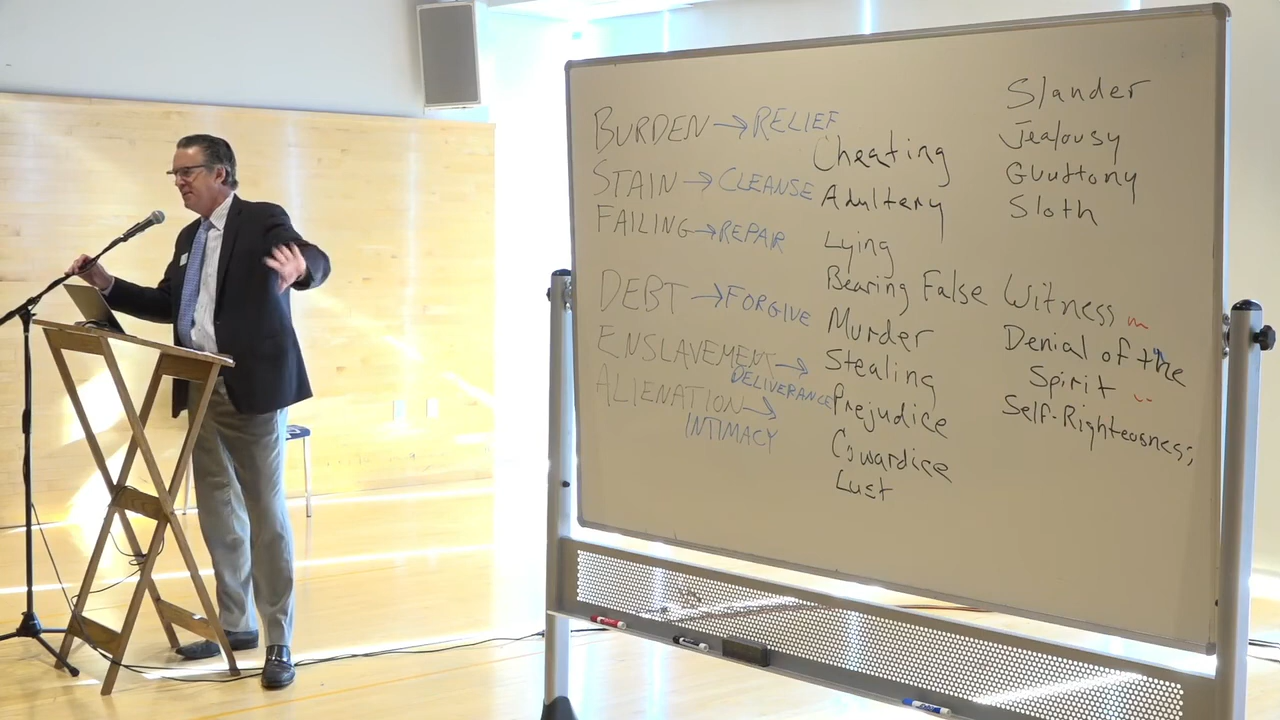 BURDEN → RELIEF
STAIN → CLEANSE
FAILING → REPAIR
DEBT → FORGIVE
ENSLAVEMENT →
DELIVERANCE
ALIENATION →
INTIMACY
Cheating
Adultery
Lying
Bearing False Witness
Murder
Stealing
Prejudice
Cowardice
Lust
Slander
Jealousy
Gluttony
Sloth
Denial of the
Spirit
Self-Righteosness,